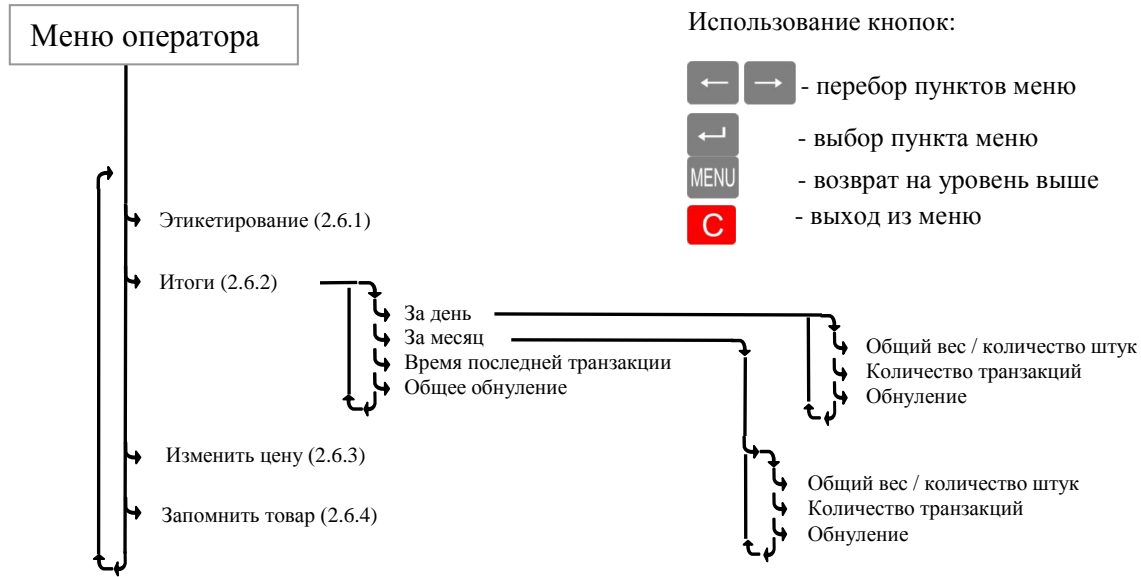 Меню оператора
Использование кнопок:
← → - перебор пунктов меню
↵ - выбор пункта меню
MENU - возврат на уровень выше
C - выход из меню
Этикетирование (2.6.1)
Итоги (2.6.2)
За день
За месяц
Время последней транзакции
Общее обнуление
Общий вес / количество штук
Количество транзакций
Обнуление
Изменить цену (2.6.3)
Запомнить товар (2.6.4)
Общий вес / количество штук
Количество транзакций
Обнуление